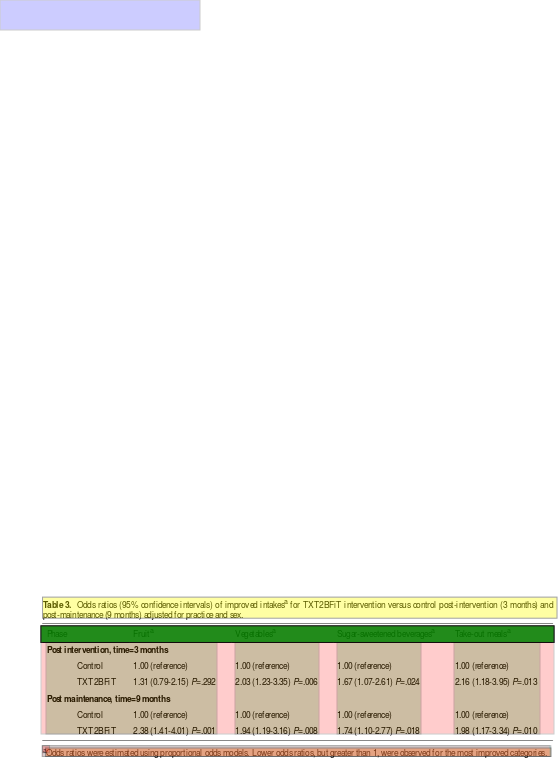 Table 3. Odds ratios (95% confidence intervals) of improved intakesa for TXT2BFiT intervention versus control post-intervention (3 months) and
post-maintenance (9 months) adjusted for practice and sex.
Phase Fruita Vegetablesa Sugar-sweetened beveragesa Take-out mealsa
Post intervention, time=3 months
Control 1.00 (reference) 1.00 (reference) 1.00 (reference) 1.00 (reference)
TXT2BFiT 1.31 (0.79-2.15) P=.292 2.03 (1.23-3.35) P=.006 1.67 (1.07-2.61) P=.024 2.16 (1.18-3.95) P=.013
Post maintenance, time=9 months
Control 1.00 (reference) 1.00 (reference) 1.00 (reference) 1.00 (reference)
TXT2BFiT 2.38 (1.41-4.01) P=.001 1.94 (1.19-3.16) P=.008 1.74 (1.10-2.77) P=.018 1.98 (1.17-3.34) P=.010
aOdds ratios were estimated using proportional odds models. Lower odds ratios, but greater than 1, were observed for the most improved categories.